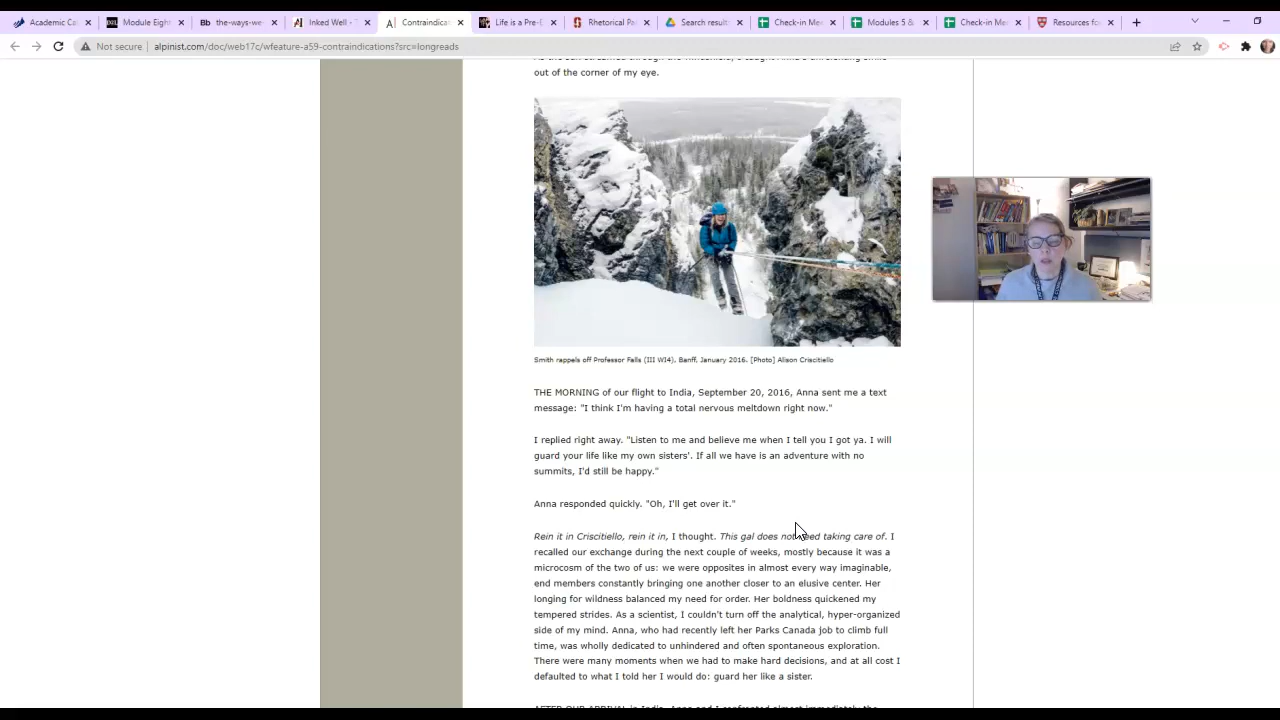 Academic Ca
Module Eigh
the-ways-we
Inked Well - T
Contraindicat
Life is a Pre-E
Rhetorical Pa
Search result
Check-in Mee
Modules 5 &
Check-in Mee
Resources fo
Not secure | alpinist.com/doc/web17c/wfeature-a59-contraindications?src=longreads
out of the corner of my eye.
Smith rappels off Professor Falls (III WI4), Banff, January 2016. [Photo] Alison Criscitiello
THE MORNING of our flight to India, September 20, 2016, Anna sent me a text
message: "I think I'm having a total nervous meltdown right now."
I replied right away. "Listen to me and believe me when I tell you I got ya. I will
guard your life like my own sisters'. If all we have is an adventure with no
summits, I'd still be happy."
Anna responded quickly. "Oh, I'll get over it."
Rein it in Criscitiello, rein it in, I thought. This gal does not need taking care of. I
recalled our exchange during the next couple of weeks, mostly because it was a
microcosm of the two of us: we were opposites in almost every way imaginable,
end members constantly bringing one another closer to an elusive center. Her
longing for wildness balanced my need for order. Her boldness quickened my
tempered strides. As a scientist, I couldn't turn off the analytical, hyper-organized
side of my mind. Anna, who had recently left her Parks Canada job to climb full
time, was wholly dedicated to unhindered and often spontaneous exploration.
There were many moments when we had to make hard decisions, and at all cost I
defaulted to what I told her I would do: guard her like a sister.